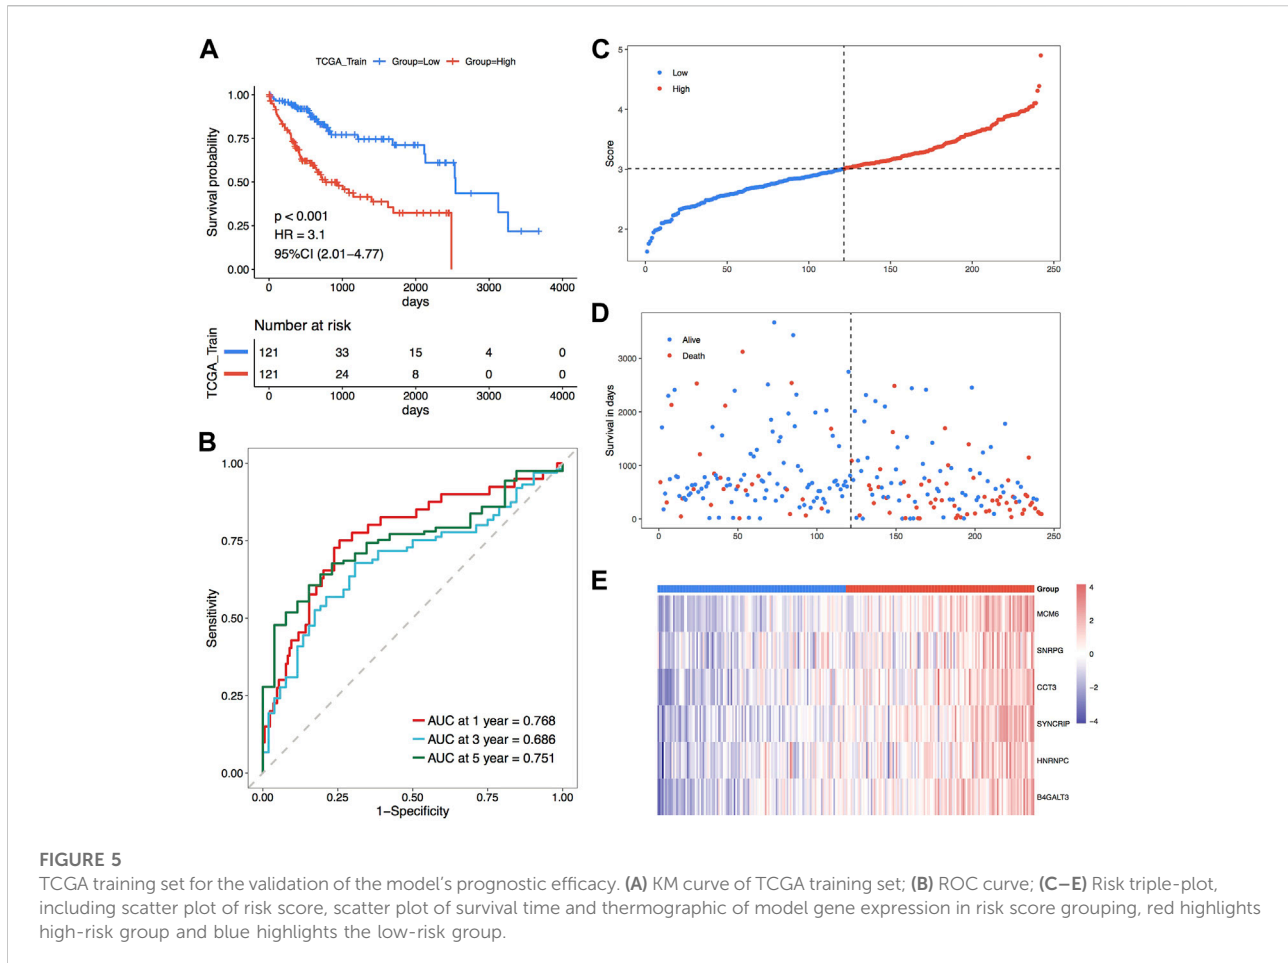 A
TCGA_Train Group=Low Group=High
1.00
0.75
0.50
0.25
0.00
Survival probability
p < 0.001
HR = 3.1
95%CI (2.01–4.77)
0 1000 2000 3000 4000
days
Number at risk
TCGA_Train
121 33 15 4 0
121 24 8 0 0
0 1000 2000 3000 4000
days
B
1.00
0.75
0.50
0.25
0.00
Sensitivity
AUC at 1 year = 0.768
AUC at 3 year = 0.686
AUC at 5 year = 0.751
0.00 0.25 0.50 0.75 1.00
1-Specificity
C
5
4
3
2
Score
Low
High
0 50 100 150 200 250
D
Alive
Death
3000
2000
1000
0
Survival in days
0 50 100 150 200 250
E
Group
MCM6
SNRPG
CCT3
SYNCRIP
HNRNPC
B4GALT3
4
2
0
−2
−4
FIGURE 5
TCGA training set for the validation of the model's prognostic efficacy. (A) KM curve of TCGA training set; (B) ROC curve; (C–E) Risk triple-plot,
including scatter plot of risk score, scatter plot of survival time and thermographic of model gene expression in risk score grouping, red highlights
high-risk group and blue highlights the low-risk group.